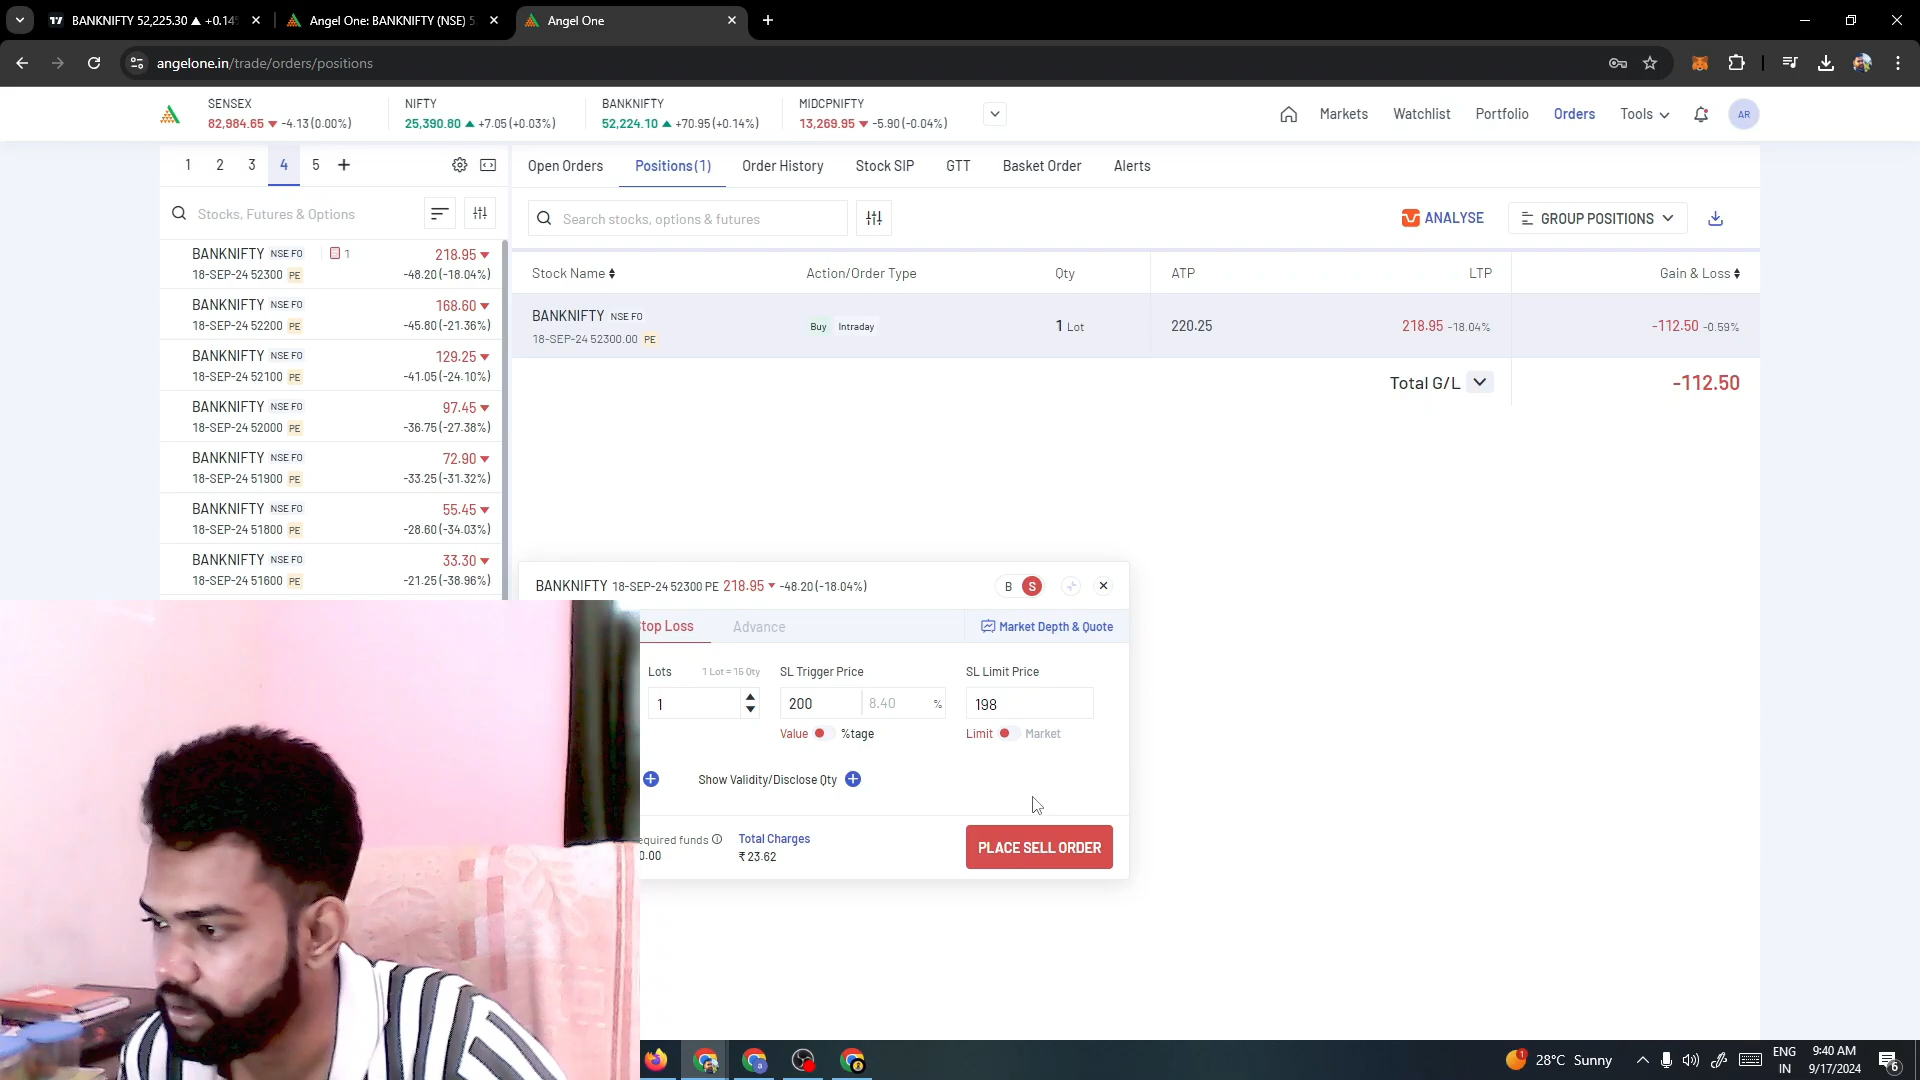 BANKNIFTY 52,225.30 ▲ +0.14
Angel One: BANKNIFTY (NSE) 5
Angel One
angelone.in/trade/orders/positions
SENSEX
82,984.65 ▼ -4.13 (0.00%)
NIFTY
25,390.80 ▲ +7.05 (+0.03%)
BANKNIFTY
52,224.10 ▲ +70.95 (+0.14%)
MIDCPNIFTY
13,269.95 ▼ -5.90 (-0.04%)
Markets
Watchlist
Portfolio
Orders
Tools
AR
1 2 3 4 5 +
Stocks, Futures & Options
BANKNIFTY NSE FO 1 218.95 ▼
18-SEP-24 52300 PE -48.20 (-18.04%)
BANKNIFTY NSE FO 168.60 ▼
18-SEP-24 52200 PE -45.80 (-21.36%)
BANKNIFTY NSE FO 129.25 ▼
18-SEP-24 52100 PE -41.05 (-24.10%)
BANKNIFTY NSE FO 97.45 ▼
18-SEP-24 52000 PE -36.75 (-27.38%)
BANKNIFTY NSE FO 72.90 ▼
18-SEP-24 51900 PE -33.25 (-31.32%)
BANKNIFTY NSE FO 55.45 ▼
18-SEP-24 51800 PE -28.60 (-34.03%)
BANKNIFTY NSE FO 33.30 ▼
18-SEP-24 51600 PE -21.25 (-38.96%)
Open Orders Positions (1) Order History Stock SIP GTT Basket Order Alerts
Search stocks, options & futures
ANALYSE
GROUP POSITIONS
Stock Name Action/Order Type Qty ATP LTP Gain & Loss
BANKNIFTY NSE FO
18-SEP-24 52300.00 PE
Buy Intraday 1 Lot 220.25 218.95 -18.04% -112.50 -0.59%
Total G/L -112.50
BANKNIFTY 18-SEP-24 52300 PE 218.95 ▼ -48.20 (-18.04%) B S
top Loss Advance Market Depth & Quote
Lots 1 Lot = 15 Qty SL Trigger Price SL Limit Price
1 200 8.40 % 198
Value %tage Limit Market
Show Validity/Disclose Qty
equired funds Total Charges
0.00 ₹ 23.62
PLACE SELL ORDER
1 28°C Sunny
ENG
IN
9:40 AM
9/17/2024
6